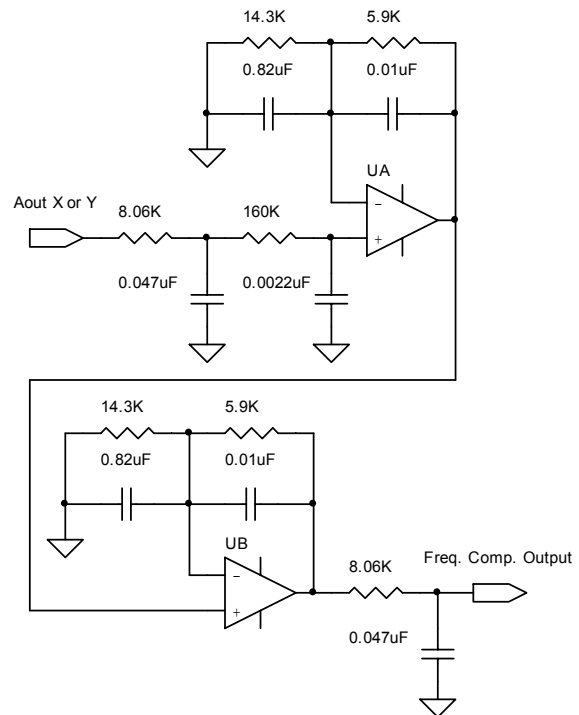 14.3K 5.9K
0.82uF 0.01uF
UA
Aout X or Y
8.06K 160K
-
+
0.047uF 0.0022uF
14.3K 5.9K
0.82uF 0.01uF
UB
Freq. Comp. Output
8.06K
-
+
0.047uF